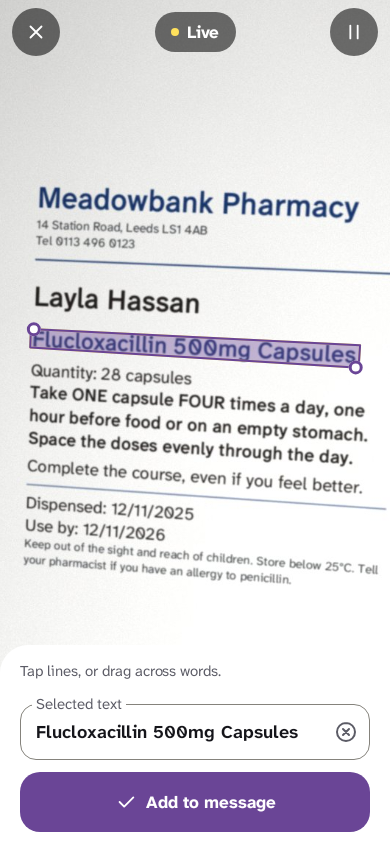 Live
Meadowbank Pharmacy
14 Station Road, Leeds LS1 4AB
Tel 0113 496 0123
Layla Hassan
Flucloxacillin 500mg Capsules
Quantity: 28 capsules
Take ONE capsule FOUR times a day, one
hour before food or on an empty stomach.
Space the doses evenly through the day.
Complete the course, even if you feel better.
Dispensed: 12/11/2025
Use by: 12/11/2026
Keep out of the sight and reach of children. Store below 25°C. Tell
your pharmacist if you have an allergy to penicillin.
Tap lines, or drag across words.
Selected text
Flucloxacillin 500mg Capsules
Add to message